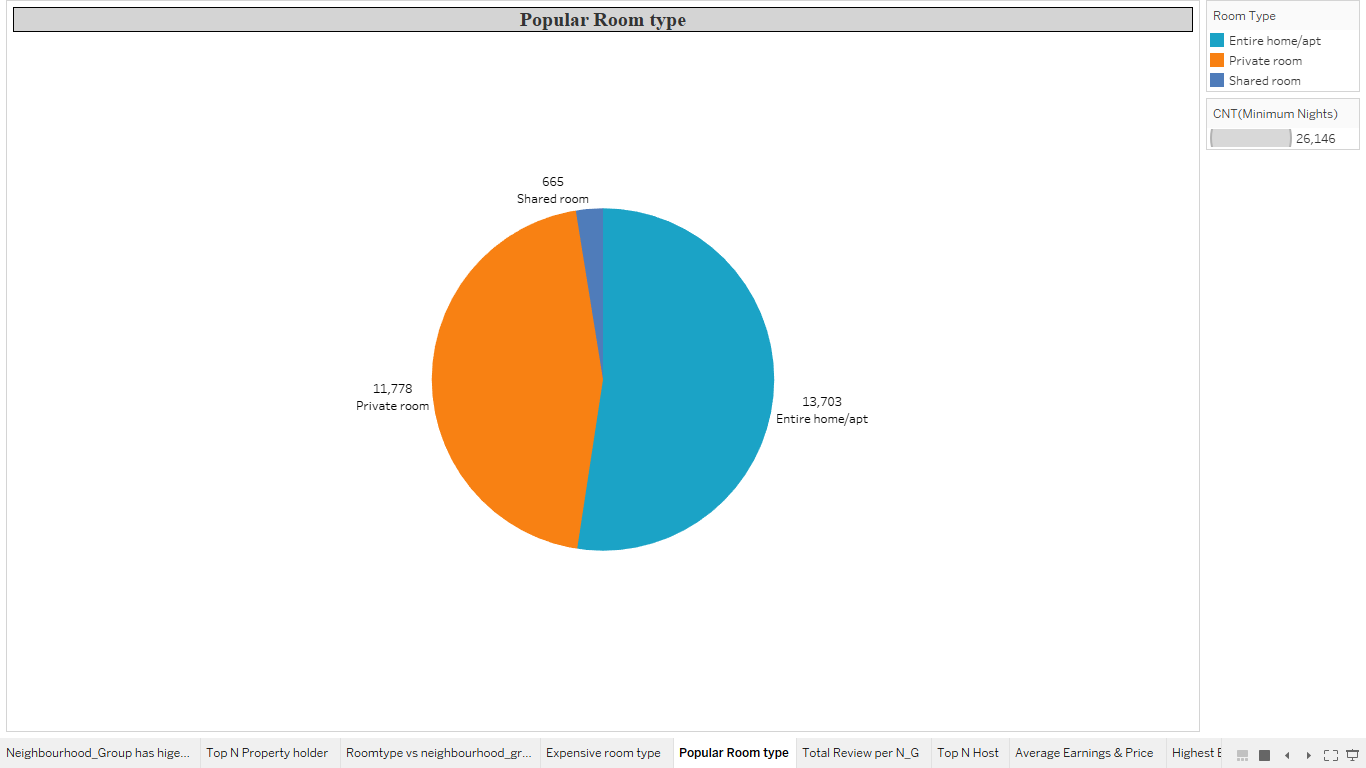 Popular Room type
Room Type
Entire home/apt
Private room
Shared room
CNT(Minimum Nights)
26,146
665
Shared room
11,778
Private room
13,703
Entire home/apt
Neighbourhood_Group has hige...
Top N Property holder
Roomtype vs neighbourhood_gr...
Expensive room type
Popular Room type
Total Review per N_G
Top N Host
Average Earnings & Price
Highest